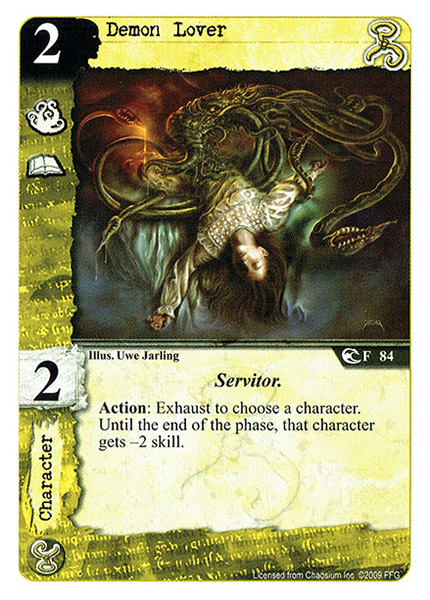 2
Demon Lover
Illus. Uwe Jarling
F 84
2
Servitor.
Action: Exhaust to choose a character.
Until the end of the phase, that character
gets –2 skill.
Character
Licensed from Chaosium Inc. ©2009 FFG